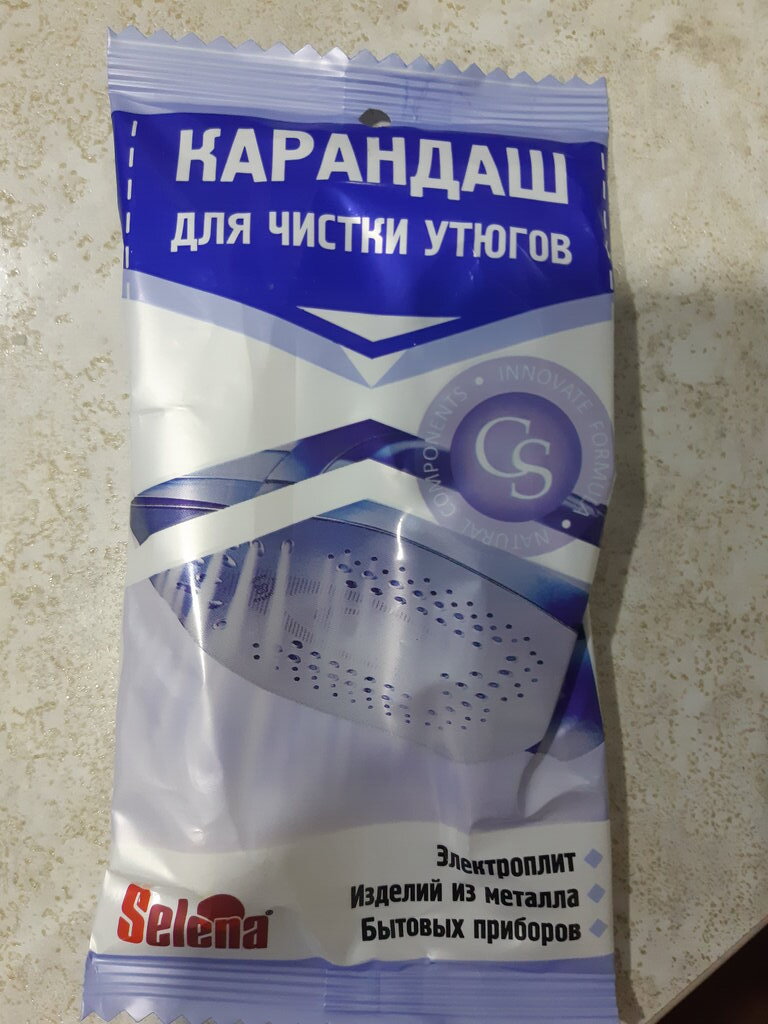 КАРАНДАШ
ДЛЯ ЧИСТКИ УТЮГОВ
INNOVATE FORMULA • NATURAL COMPONENTS •
CS
Электроплит
Изделий из металла
Бытовых приборов
Selena